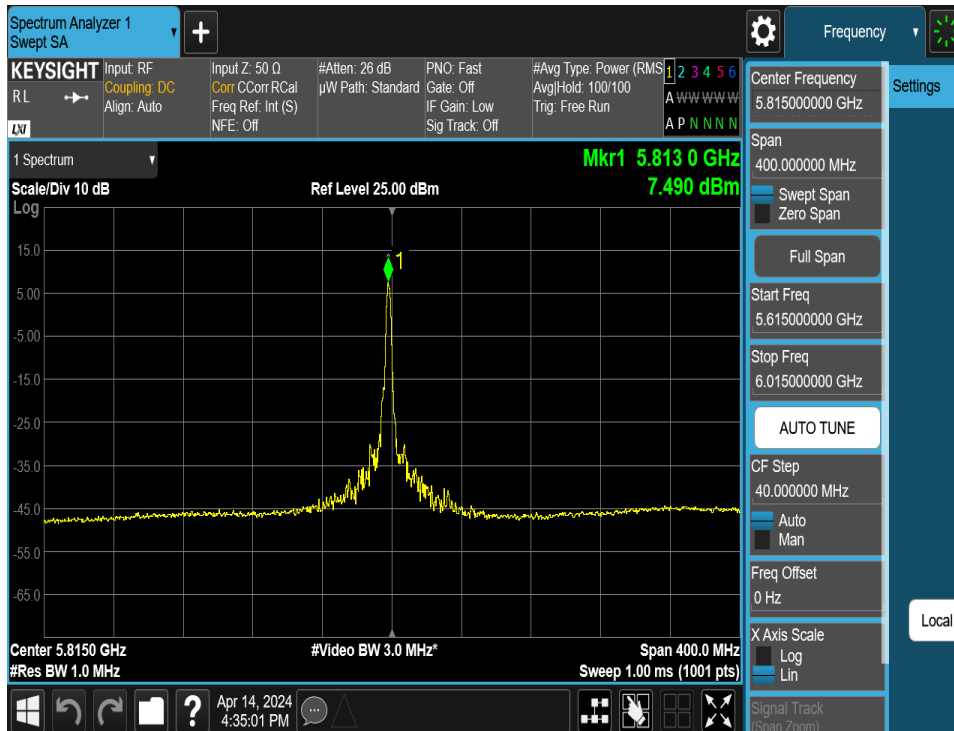 Spectrum Analyzer 1
Swept SA
+
Frequency
KEYSIGHT
R L
LXI
Input: RF
Coupling: DC
Align: Auto
Input Z: 50 Ω
Corr CCorr RCal
Freq Ref: Int (S)
NFE: Off
#Atten: 26 dB
µW Path: Standard
PNO: Fast
Gate: Off
IF Gain: Low
Sig Track: Off
#Avg Type: Power (RMS
Avg|Hold: 100/100
Trig: Free Run
1 2 3 4 5 6
A W W W W W
A P N N N N
1 Spectrum
Mkr1 5.813 0 GHz
7.490 dBm
Scale/Div 10 dB
Ref Level 25.00 dBm
Log
1
15.0
5.00
-5.00
-15.0
-25.0
-35.0
-45.0
-55.0
-65.0
Center 5.8150 GHz
#Video BW 3.0 MHz*
Span 400.0 MHz
#Res BW 1.0 MHz
Sweep 1.00 ms (1001 pts)
Center Frequency
5.815000000 GHz
Span
400.000000 MHz
Swept Span
Zero Span
Full Span
Start Freq
5.615000000 GHz
Stop Freq
6.015000000 GHz
AUTO TUNE
CF Step
40.000000 MHz
Auto
Man
Freq Offset
0 Hz
X Axis Scale
Log
Lin
Signal Track
(Span Zoom)
Settings
Local
?
Apr 14, 2024
4:35:01 PM